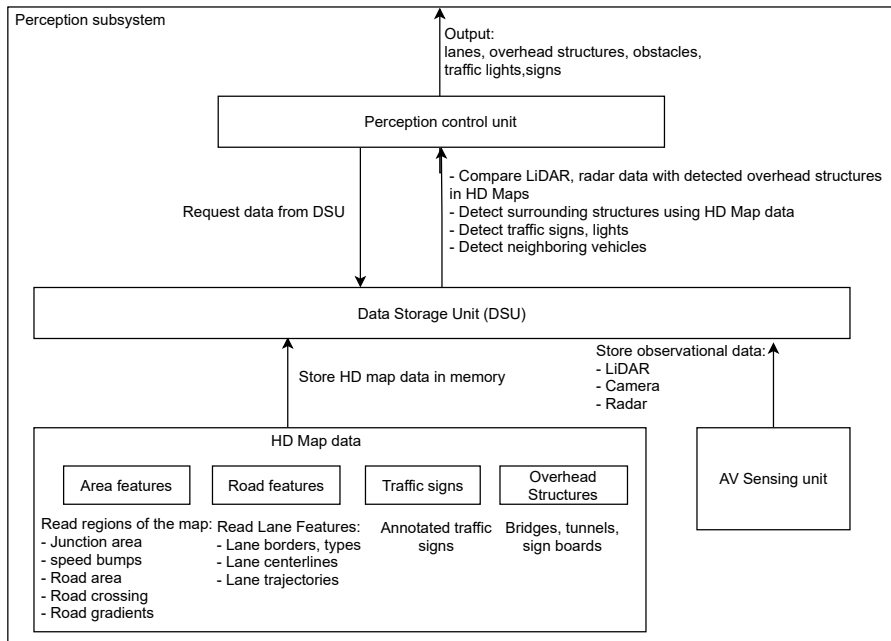 Perception subsystem
Output:
lanes, overhead structures, obstacles,
traffic lights,signs
Perception control unit
Request data from DSU
- Compare LiDAR, radar data with detected overhead structures
in HD Maps
- Detect surrounding structures using HD Map data
- Detect traffic signs, lights
- Detect neighboring vehicles
Data Storage Unit (DSU)
Store HD map data in memory
Store observational data:
- LiDAR
- Camera
- Radar
HD Map data
Area features
Read regions of the map:
- Junction area
- speed bumps
- Road area
- Road crossing
- Road gradients
Road features
Read Lane Features:
- Lane borders, types
- Lane centerlines
- Lane trajectories
Traffic signs
Annotated traffic
signs
Overhead
Structures
Bridges, tunnels,
sign boards
AV Sensing unit